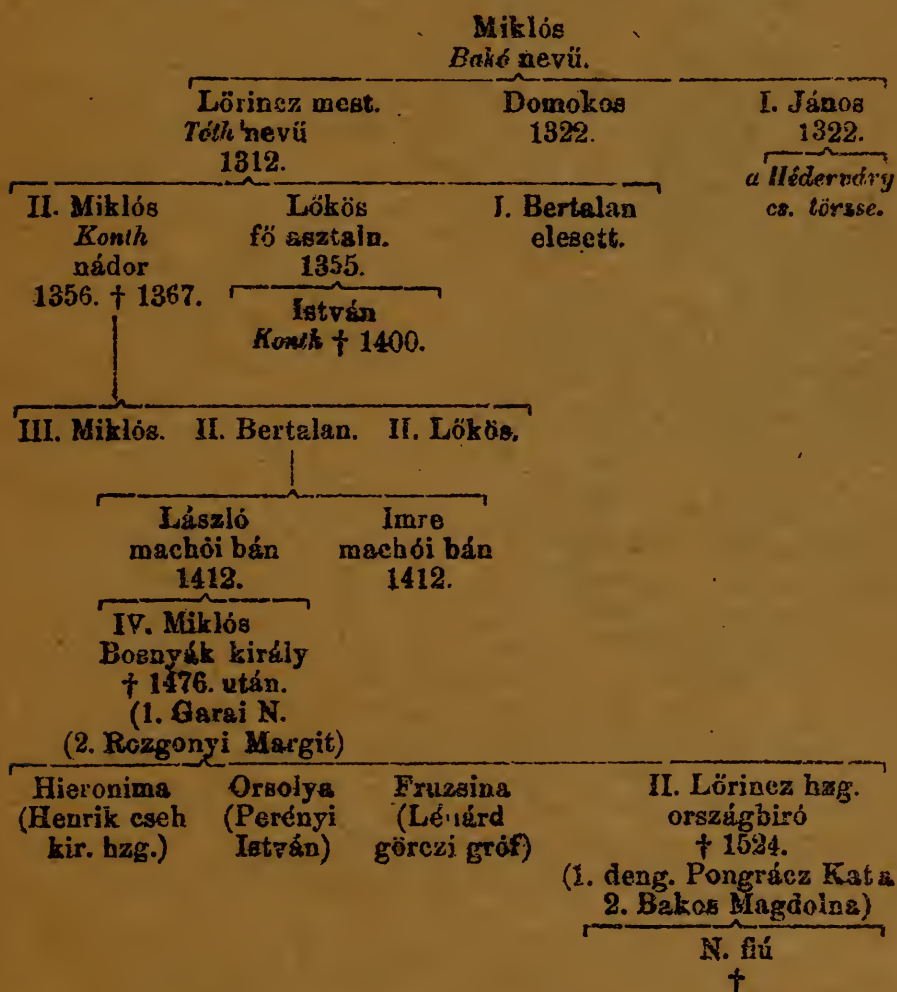 Miklós
Bakó nevü.
Lőrincz mest. Domokos I. János
Tóth nevü 1322. 1322.
1312. a Héderváry
II. Miklós Lőkös I. Bertalan cs. törzse.
Konth fő asztaln. elesett.
nádor 1355.
1356. † 1367. István
Konth † 1400.
III. Miklós. II. Bertalan. II. Lőkös.
László Imre
machói bán machói bán
1412. 1412.
IV. Miklós
Bosnyák király
† 1476. után.
(1. Garai N.
(2. Rozgonyi Margit)
Hieronima Orsolya Fruzsina II. Lőrincz hzg.
(Henrik cseh (Perényi (Lénárd országbiró
kir. hzg.) István) görczi gróf) † 1524.
(1. deng. Pongrácz Kata
2. Bakos Magdolna)
N. fiú
†